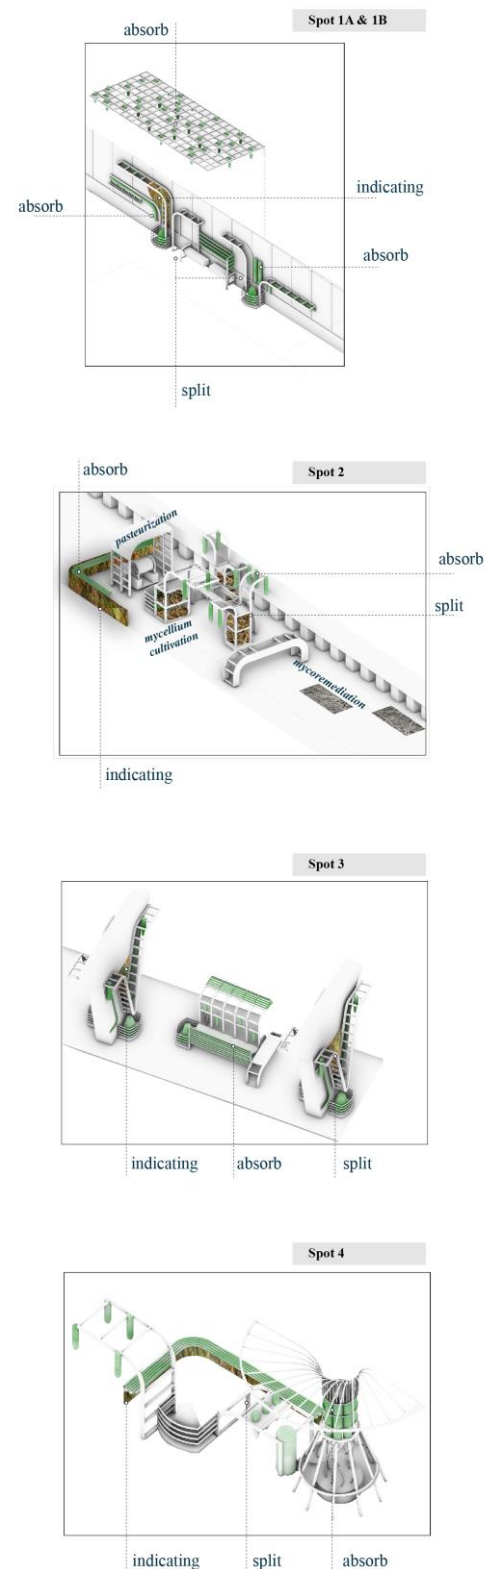 Spot 1A & 1B
absorb
indicating
absorb
absorb
split
Spot 2
absorb
pasteurization
absorb
split
mycellium
cultivation
mycoremediation
indicating
Spot 3
indicating
absorb
split
Spot 4
indicating
split
absorb